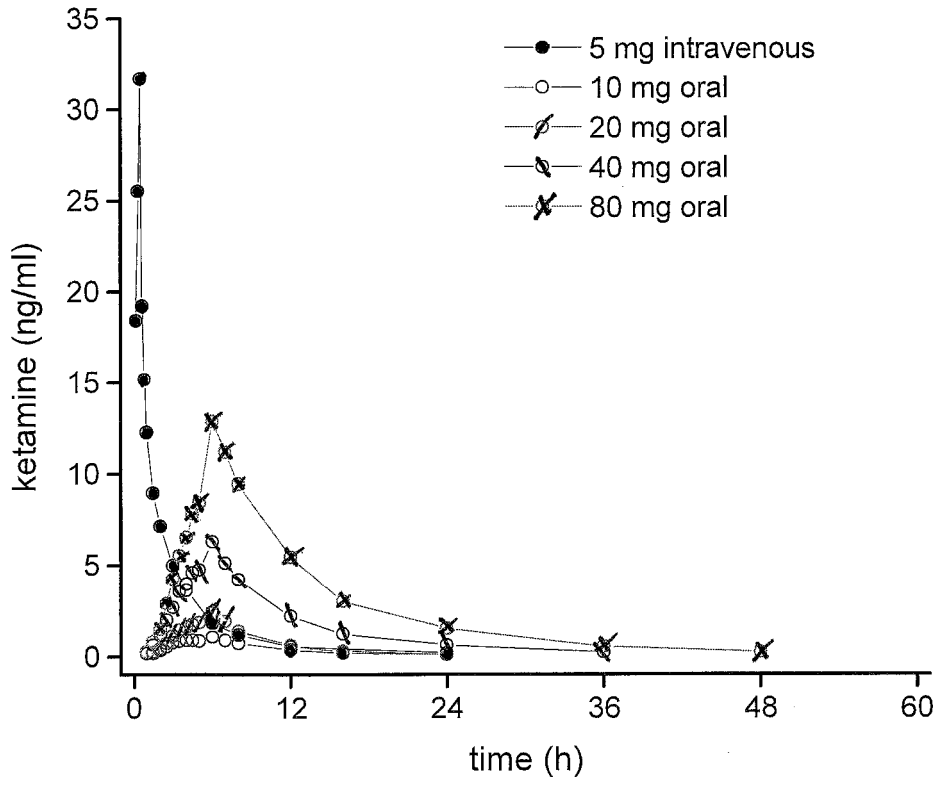 35
30
25
20
15
10
5
0
ketamine (ng/ml)
5 mg intravenous
10 mg oral
20 mg oral
40 mg oral
80 mg oral
0 12 24 36 48 60
time (h)